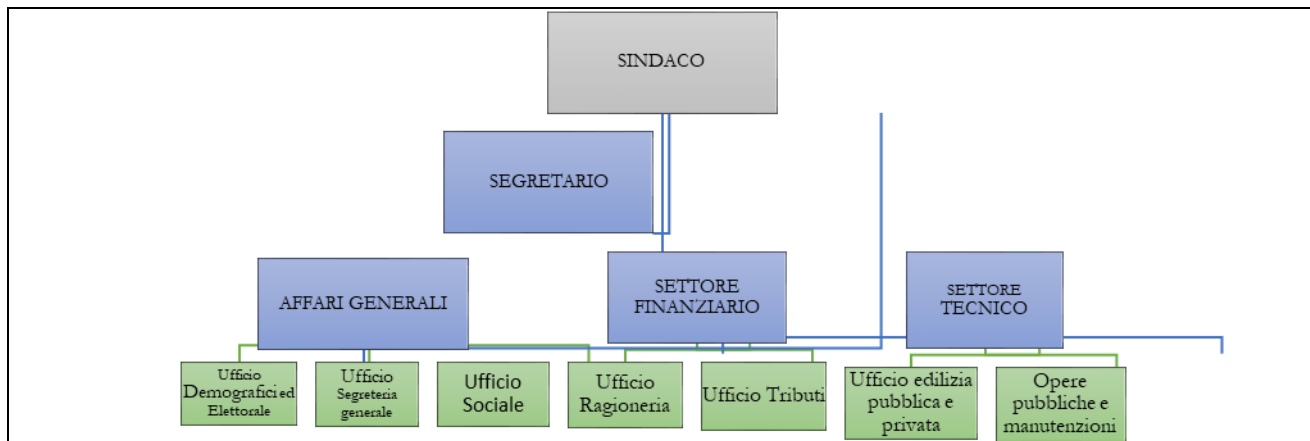 SINDACO
SEGRETARIO
AFFARI GENERALI
SETTORE
FINANZIARIO
SETTORE
TECNICO
Ufficio
Demografici ed
Elettorale
Ufficio
Segreteria
generale
Ufficio
Sociale
Ufficio
Ragioneria
Ufficio Tributi
Ufficio edilizia
pubblica e
privata
Opere
pubbliche e
manutenzioni